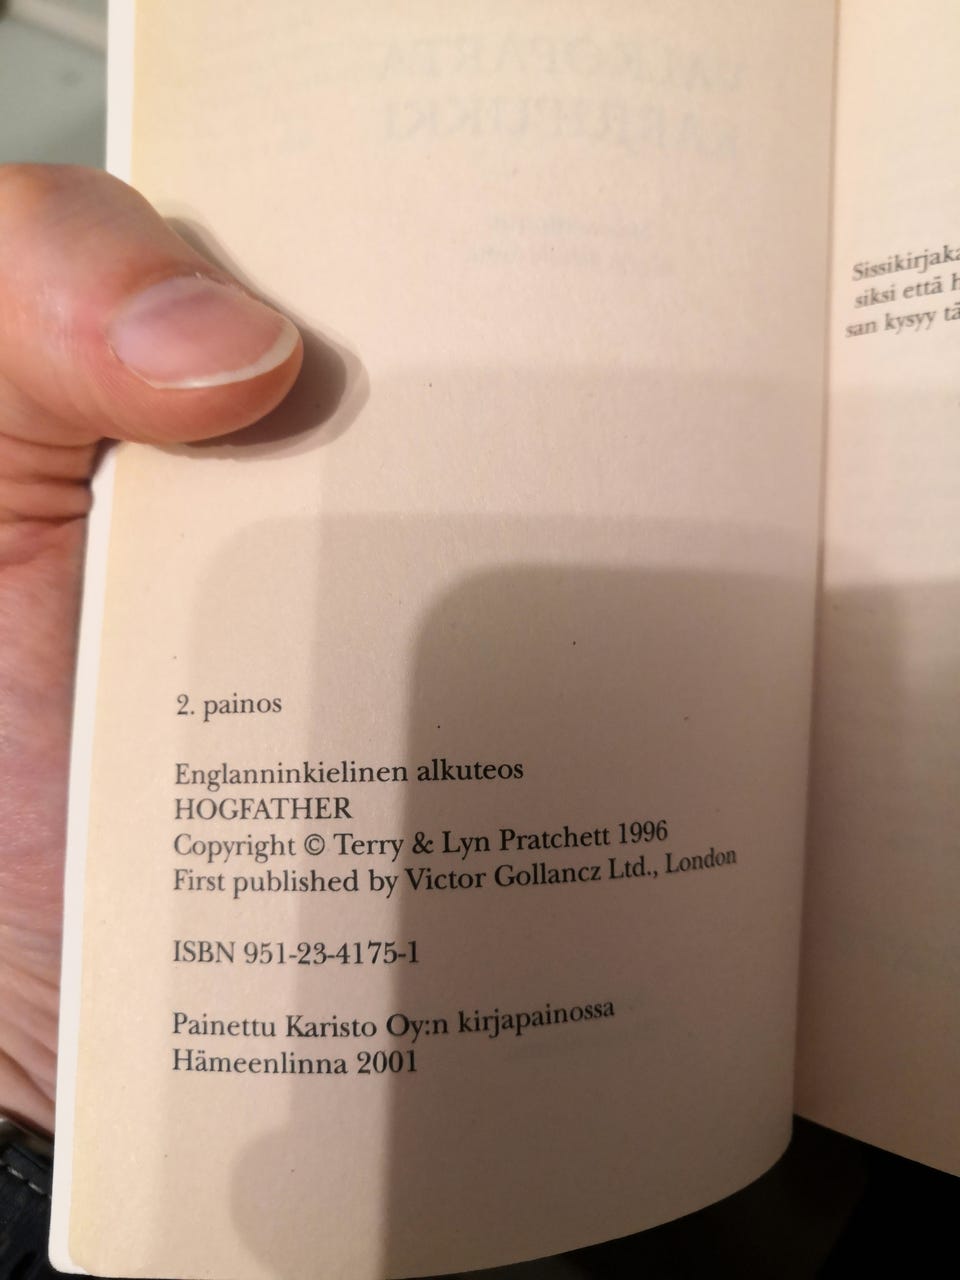 2. painos
Englanninkielinen alkuteos
HOGFATHER
Copyright © Terry & Lyn Pratchett 1996
First published by Victor Gollancz Ltd., London
ISBN 951-23-4175-1
Painettu Karisto Oy:n kirjapainossa
Hämeenlinna 2001
siksi että
san kysyy